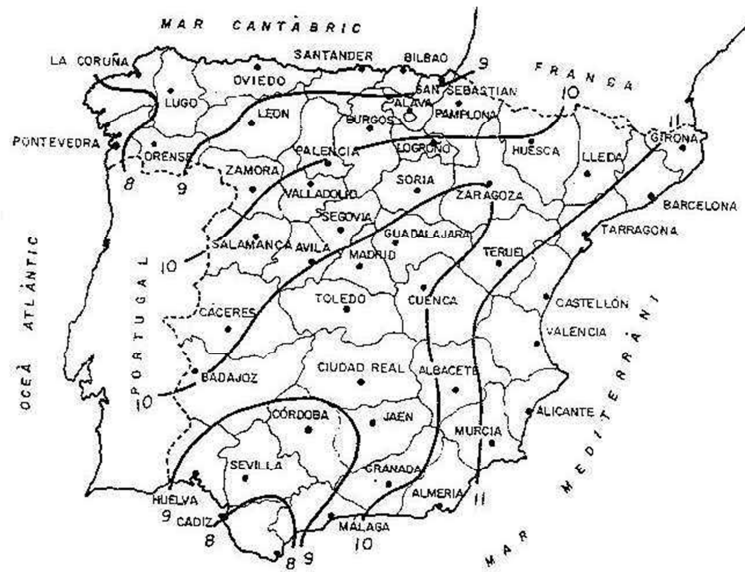 MAR CANTÀBRIC
LA CORUÑA
OVIEDO
SANTANDER
BILBAO
9
SAN SEBASTIAN
FRANÇA
LUGO
LEON
BURGOS
ALAVA
PAMPLONA
10
11
GIRONA
PONTEVEDRA
ORENSE
PALENCIA
LOGROÑO
HUESCA
LLEDA
8
9
ZAMORA
VALLADOLID
SORIA
ZARAGOZA
BARCELONA
SEGOVIA
SALAMANCA
AVILA
GUADALAJARA
TARRAGONA
10
MADRID
TERUEL
OCEÀ ATLÀNTIC
PORTUGAL
TOLEDO
CUENCA
CASTELLÓN
CÁCERES
VALENCIA
BADAJOZ
CIUDAD REAL
ALBACETE
10
CÓRDOBA
JAEN
ALICANTE
MURCIA
MAR MEDITERRÀNI
SEVILLA
GRANADA
HUELVA
ALMERIA
11
9
CADIZ
MÁLAGA
8
10
8
9